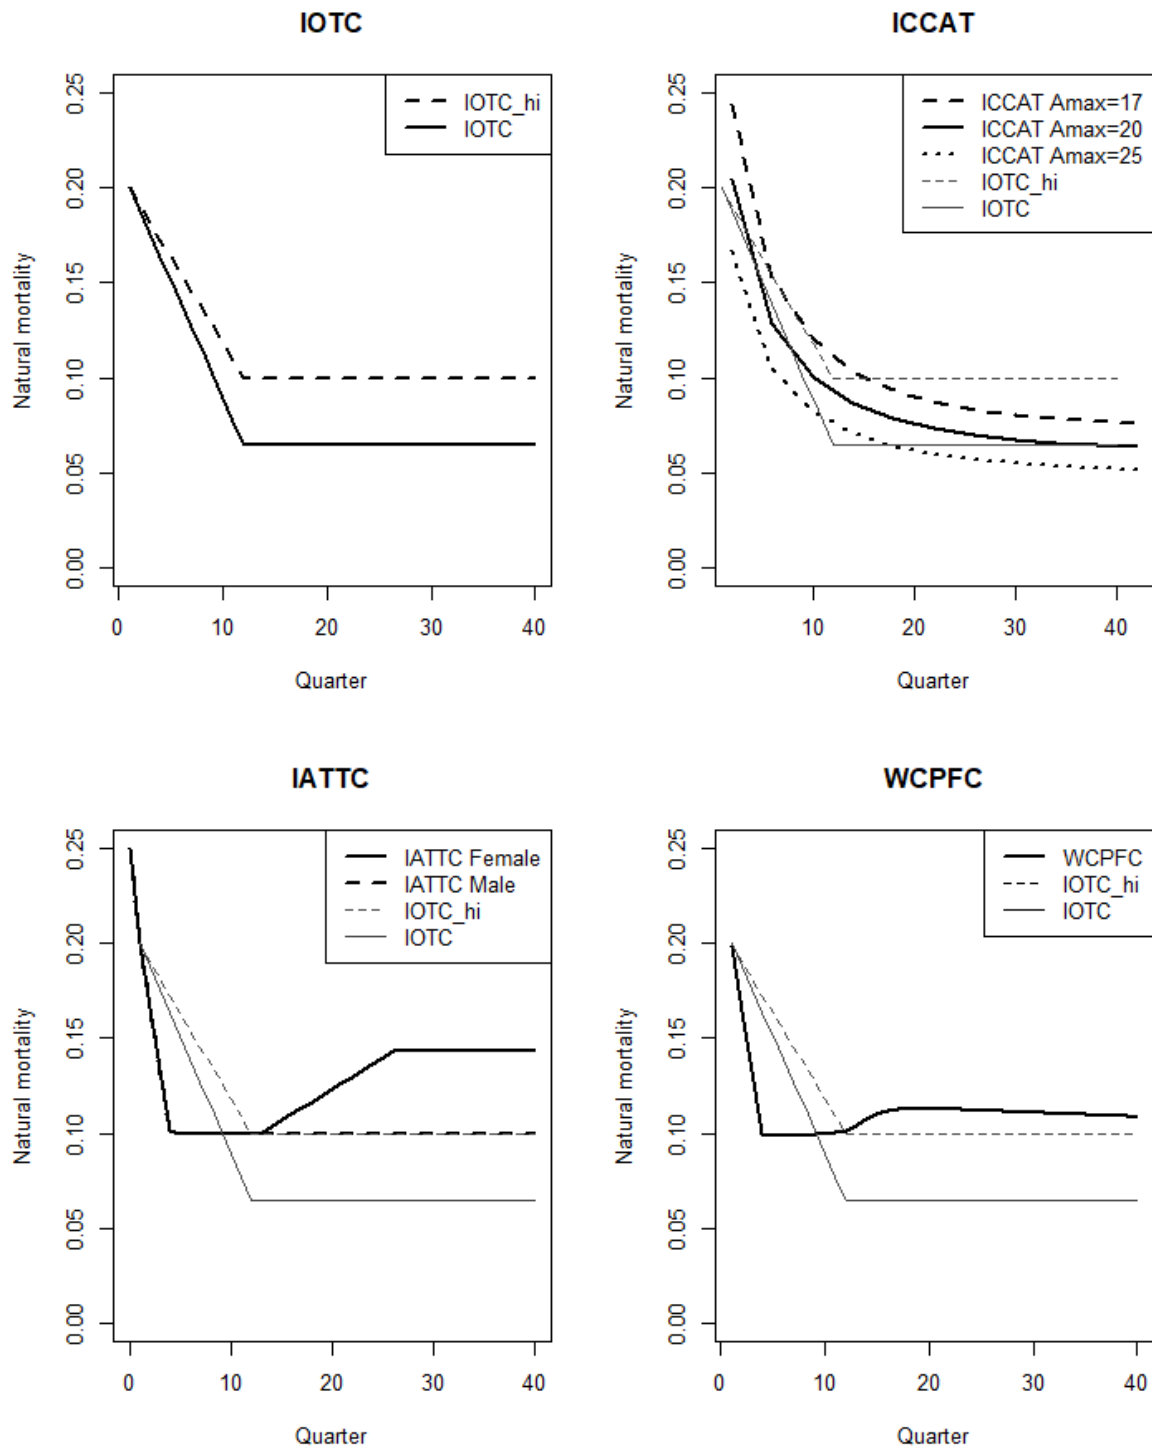 IOTC
IOTC_hi
IOTC
Natural mortality
0.25
0.20
0.15
0.10
0.05
0.00
0 10 20 30 40
Quarter
ICCAT
ICCAT Amax=17
ICCAT Amax=20
ICCAT Amax=25
IOTC_hi
IOTC
Natural mortality
0.25
0.20
0.15
0.10
0.05
0.00
10 20 30 40
Quarter
IATTC
IATTC Female
IATTC Male
IOTC_hi
IOTC
Natural mortality
0.25
0.20
0.15
0.10
0.05
0.00
0 10 20 30 40
Quarter
WCPFC
WCPFC
IOTC_hi
IOTC
Natural mortality
0.25
0.20
0.15
0.10
0.05
0.00
0 10 20 30 40
Quarter